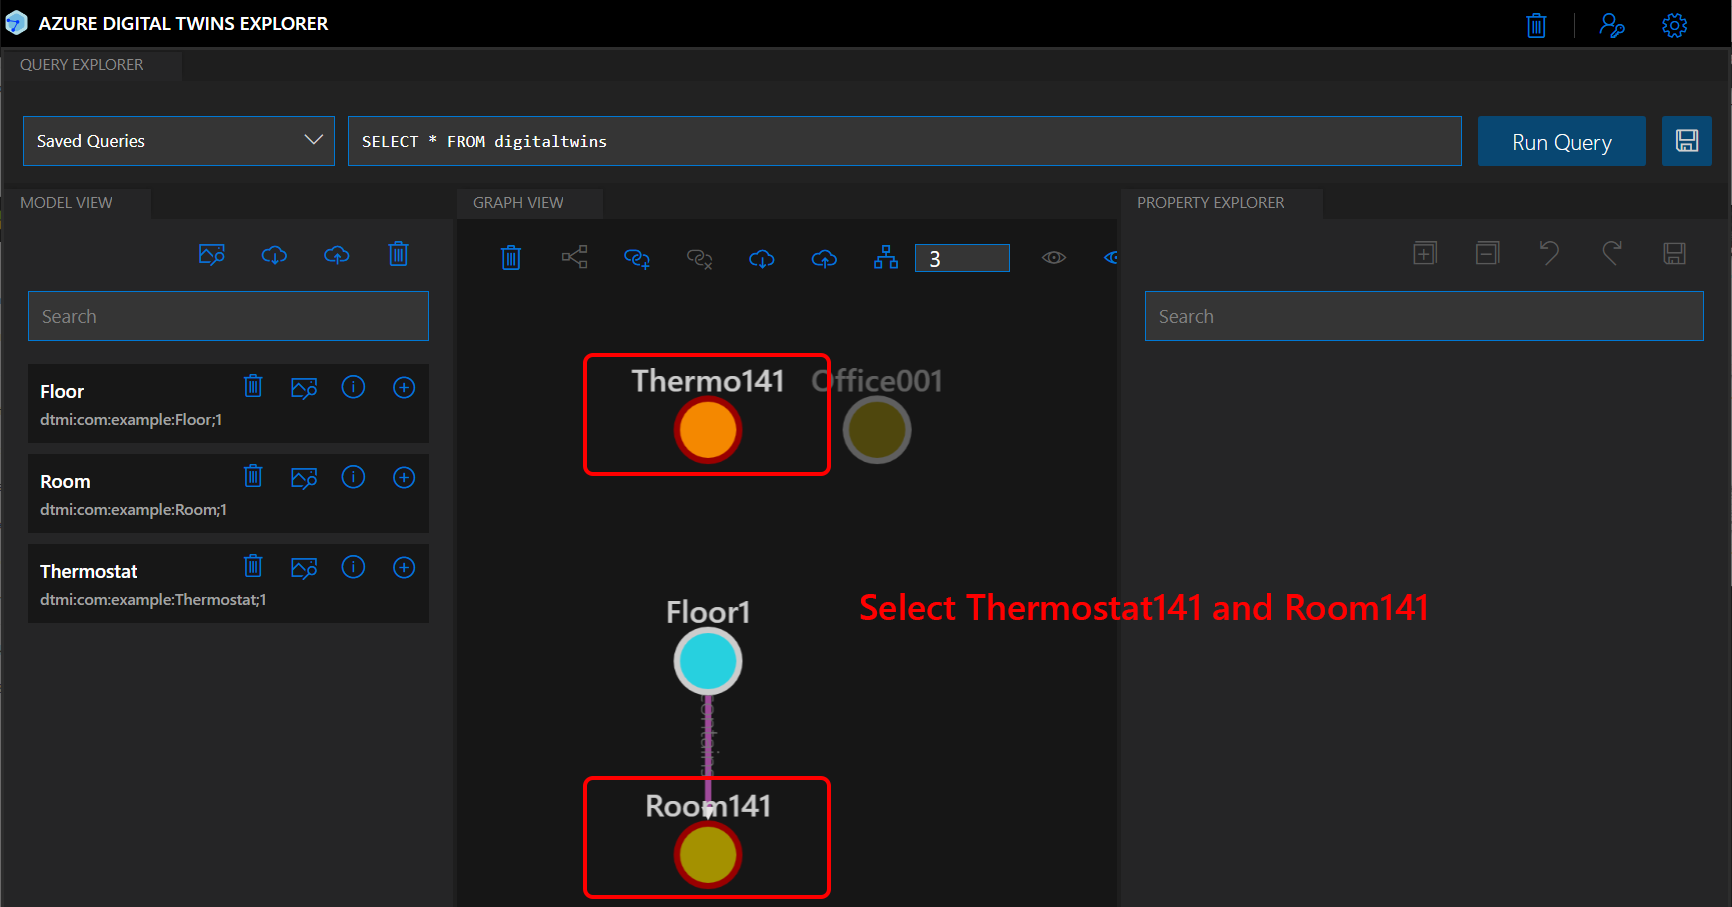 AZURE DIGITAL TWINS EXPLORER
QUERY EXPLORER
Saved Queries
SELECT * FROM digitaltwins
Run Query
MODEL VIEW
GRAPH VIEW
PROPERTY EXPLORER
3
Search
Search
Floor
dtmi:com:example:Floor;1
Room
dtmi:com:example:Room;1
Thermostat
dtmi:com:example:Thermostat;1
Thermo141
Office001
Floor1
contains
Room141
Select Thermostat141 and Room141